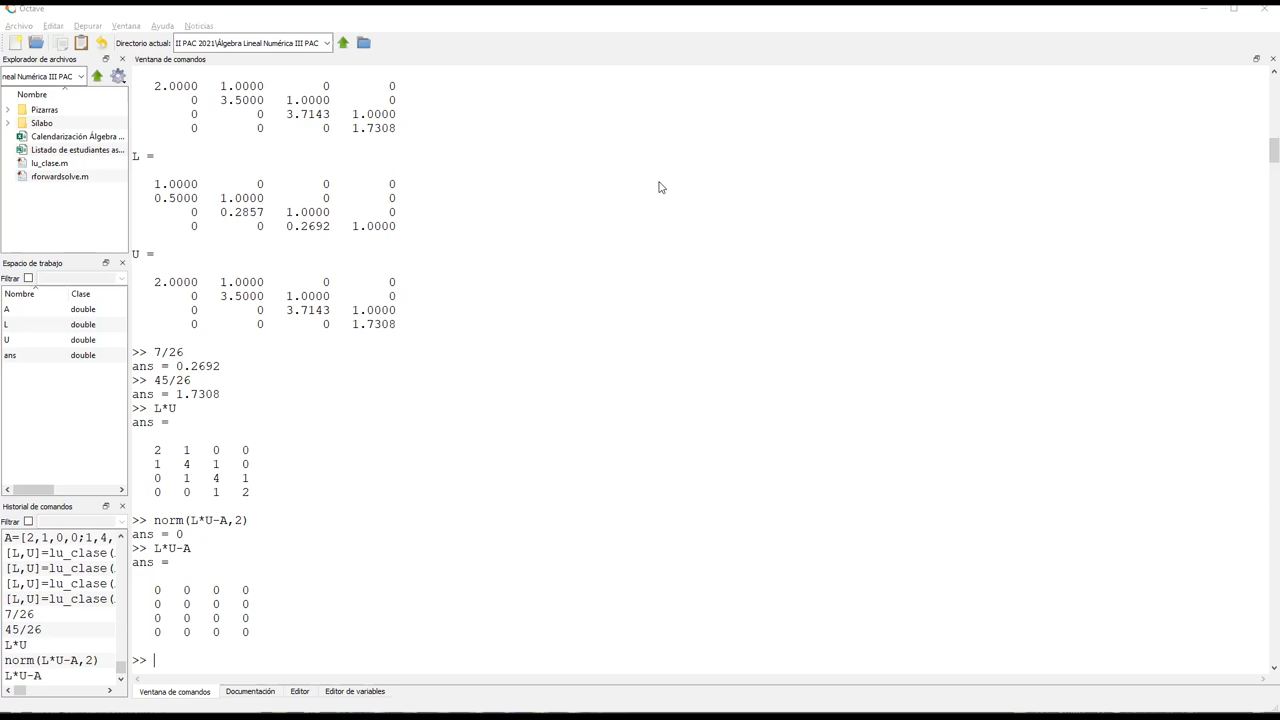 Octave
Archivo Editar Depurar Ventana Ayuda Noticias
Directorio actual: II PAC 2021\Álgebra Lineal Numérica III PAC
Explorador de archivos
Ventana de comandos
neal Numérica III PAC
Nombre
Pizarras
Sílabo
Calendarización Álgebra ...
Listado de estudiantes as...
lu_clase.m
rforwardsolve.m
Espacio de trabajo
Filtrar
Nombre Clase
A double
L double
U double
ans double
Historial de comandos
Filtrar
A=[2,1,0,0;1,4,
[L,U]=lu_clase(
[L,U]=lu_clase(
[L,U]=lu_clase(
[L,U]=lu_clase(
7/26
45/26
L*U
norm(L*U-A,2)
L*U-A
2.0000 1.0000 0 0
0 3.5000 1.0000 0
0 0 3.7143 1.0000
0 0 0 1.7308
L =
1.0000 0 0 0
0.5000 1.0000 0 0
0 0.2857 1.0000 0
0 0 0.2692 1.0000
U =
2.0000 1.0000 0 0
0 3.5000 1.0000 0
0 0 3.7143 1.0000
0 0 0 1.7308
>> 7/26
ans = 0.2692
>> 45/26
ans = 1.7308
>> L*U
ans =
2 1 0 0
1 4 1 0
0 1 4 1
0 0 1 2
>> norm(L*U-A,2)
ans = 0
>> L*U-A
ans =
0 0 0 0
0 0 0 0
0 0 0 0
0 0 0 0
>>
Ventana de comandos Documentación Editor Editor de variables